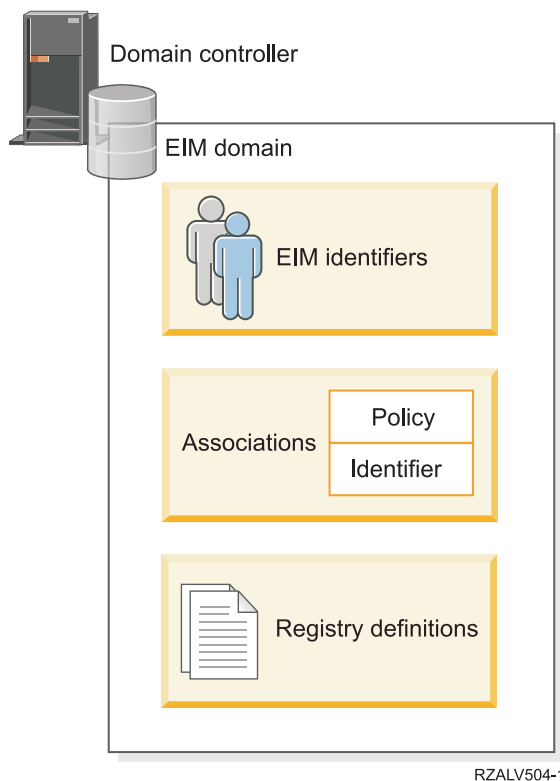 Domain controller
EIM domain
EIM identifiers
Associations
Policy
Identifier
Registry definitions